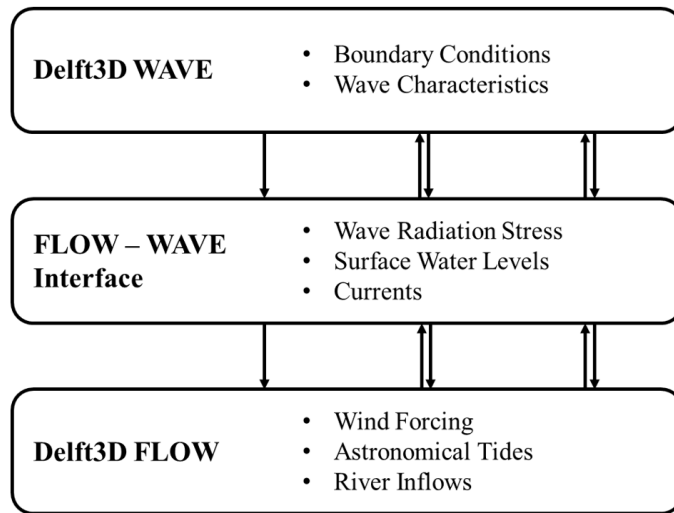 Delft3D WAVE
• Boundary Conditions
• Wave Characteristics
FLOW – WAVE
Interface
• Wave Radiation Stress
• Surface Water Levels
• Currents
Delft3D FLOW
• Wind Forcing
• Astronomical Tides
• River Inflows